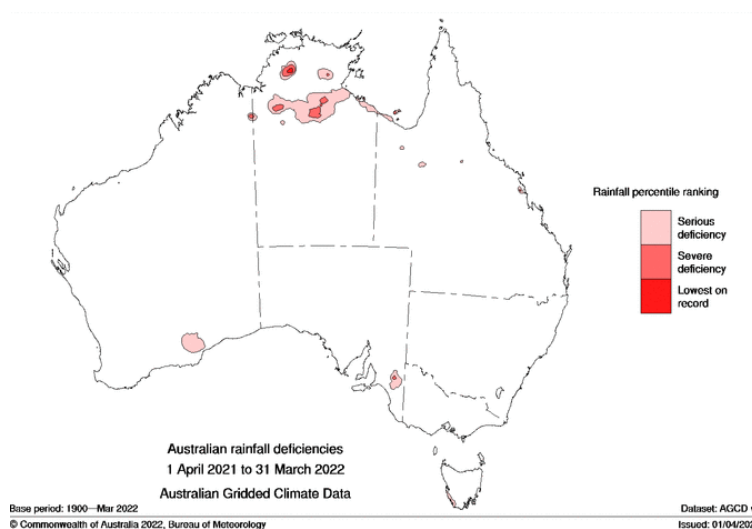 Rainfall percentile ranking
Serious
deficiency
Severe
deficiency
Lowest on
record
Australian rainfall deficiencies
1 April 2021 to 31 March 2022
Australian Gridded Climate Data
Base period: 1900—Mar 2022
Dataset: AGCD
© Commonwealth of Australia 2022, Bureau of Meteorology
Issued: 01/04/20